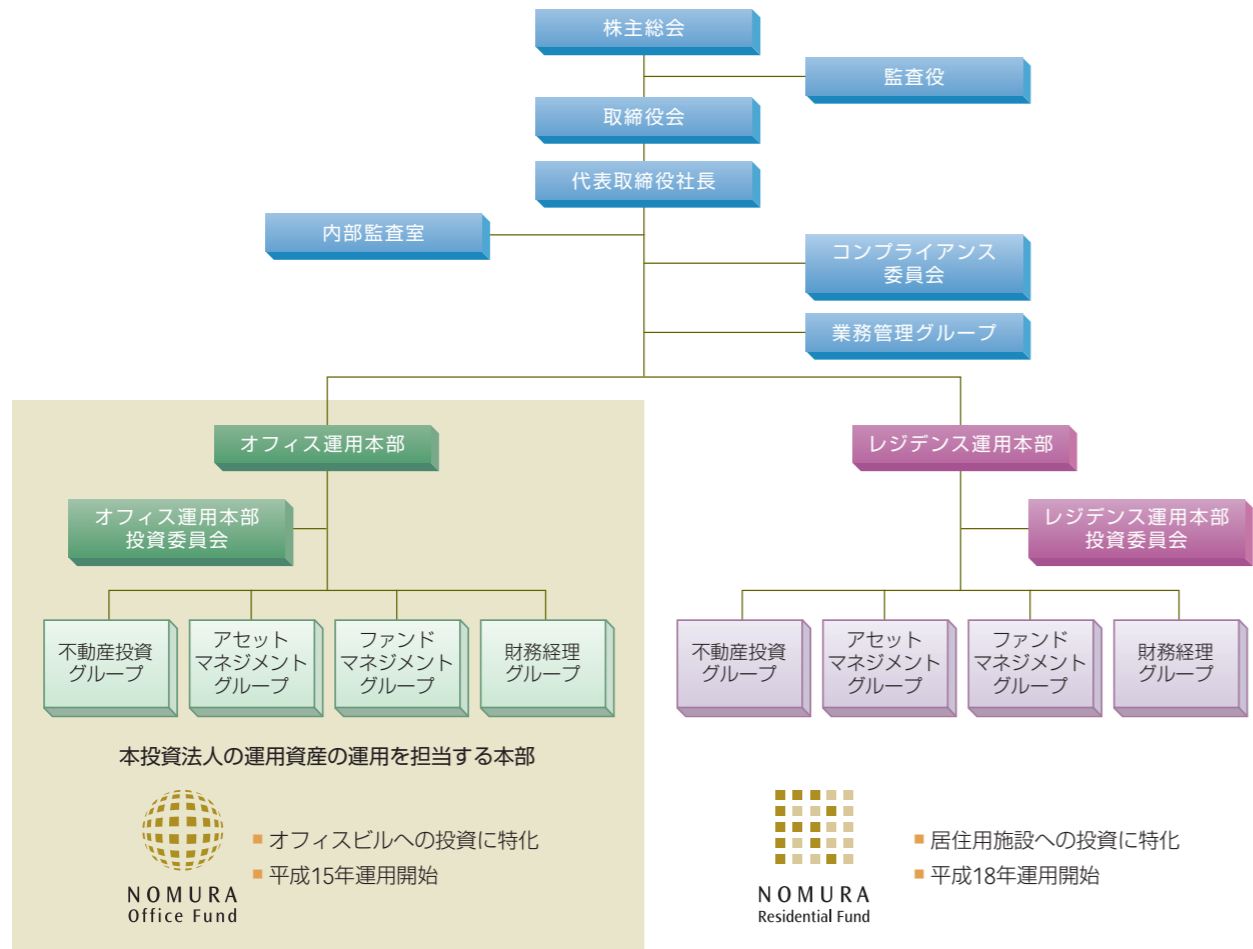 株主総会
監査役
取締役会
代表取締役社長
内部監査室
コンプライアンス
委員会
業務管理グループ
オフィス運用本部
レジデンス運用本部
オフィス運用本部
投資委員会
レジデンス運用本部
投資委員会
不動産投資
グループ
アセット
マネジメント
グループ
ファンド
マネジメント
グループ
財務経理
グループ
不動産投資
グループ
アセット
マネジメント
グループ
ファンド
マネジメント
グループ
財務経理
グループ
本投資法人の運用資産の運用を担当する本部
NOMURA
Office Fund
オフィスビルへの投資に特化
平成15年運用開始
NOMURA
Residential Fund
居住用施設への投資に特化
平成18年運用開始